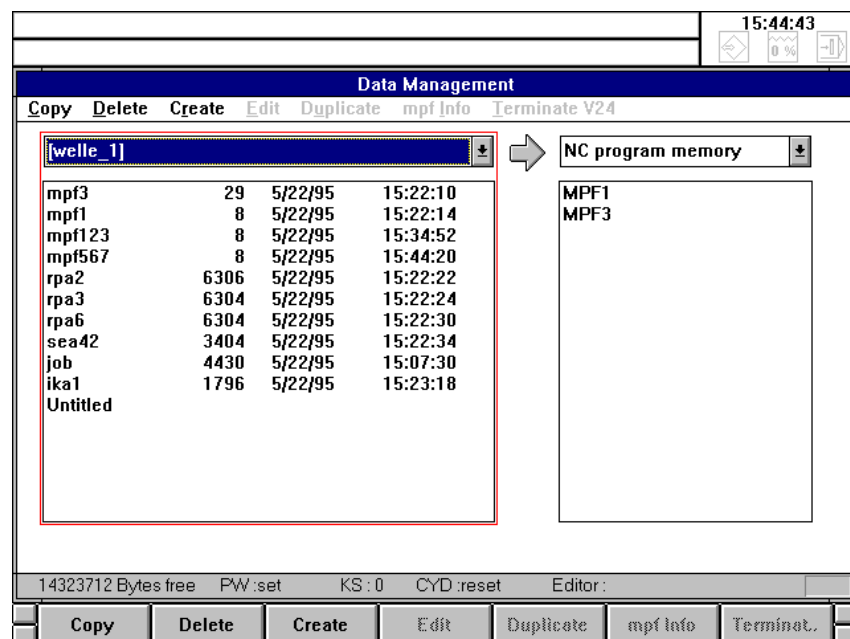 15:44:43
0 %
Data Management
Copy Delete Create Edit Duplicate mpf Info Terminate V24
[welle_1] NC program memory
mpf3 29 5/22/95 15:22:10 MPF1
mpf1 8 5/22/95 15:22:14 MPF3
mpf123 8 5/22/95 15:34:52
mpf567 8 5/22/95 15:44:20
rpa2 6306 5/22/95 15:22:22
rpa3 6304 5/22/95 15:22:24
rpa6 6304 5/22/95 15:22:30
sea42 3404 5/22/95 15:22:34
job 4430 5/22/95 15:07:30
ika1 1796 5/22/95 15:23:18
Untitled
14323712 Bytes free PW :set KS : 0 CYD :reset Editor :
Copy Delete Create Edit Duplicate mpf Info Terminat..